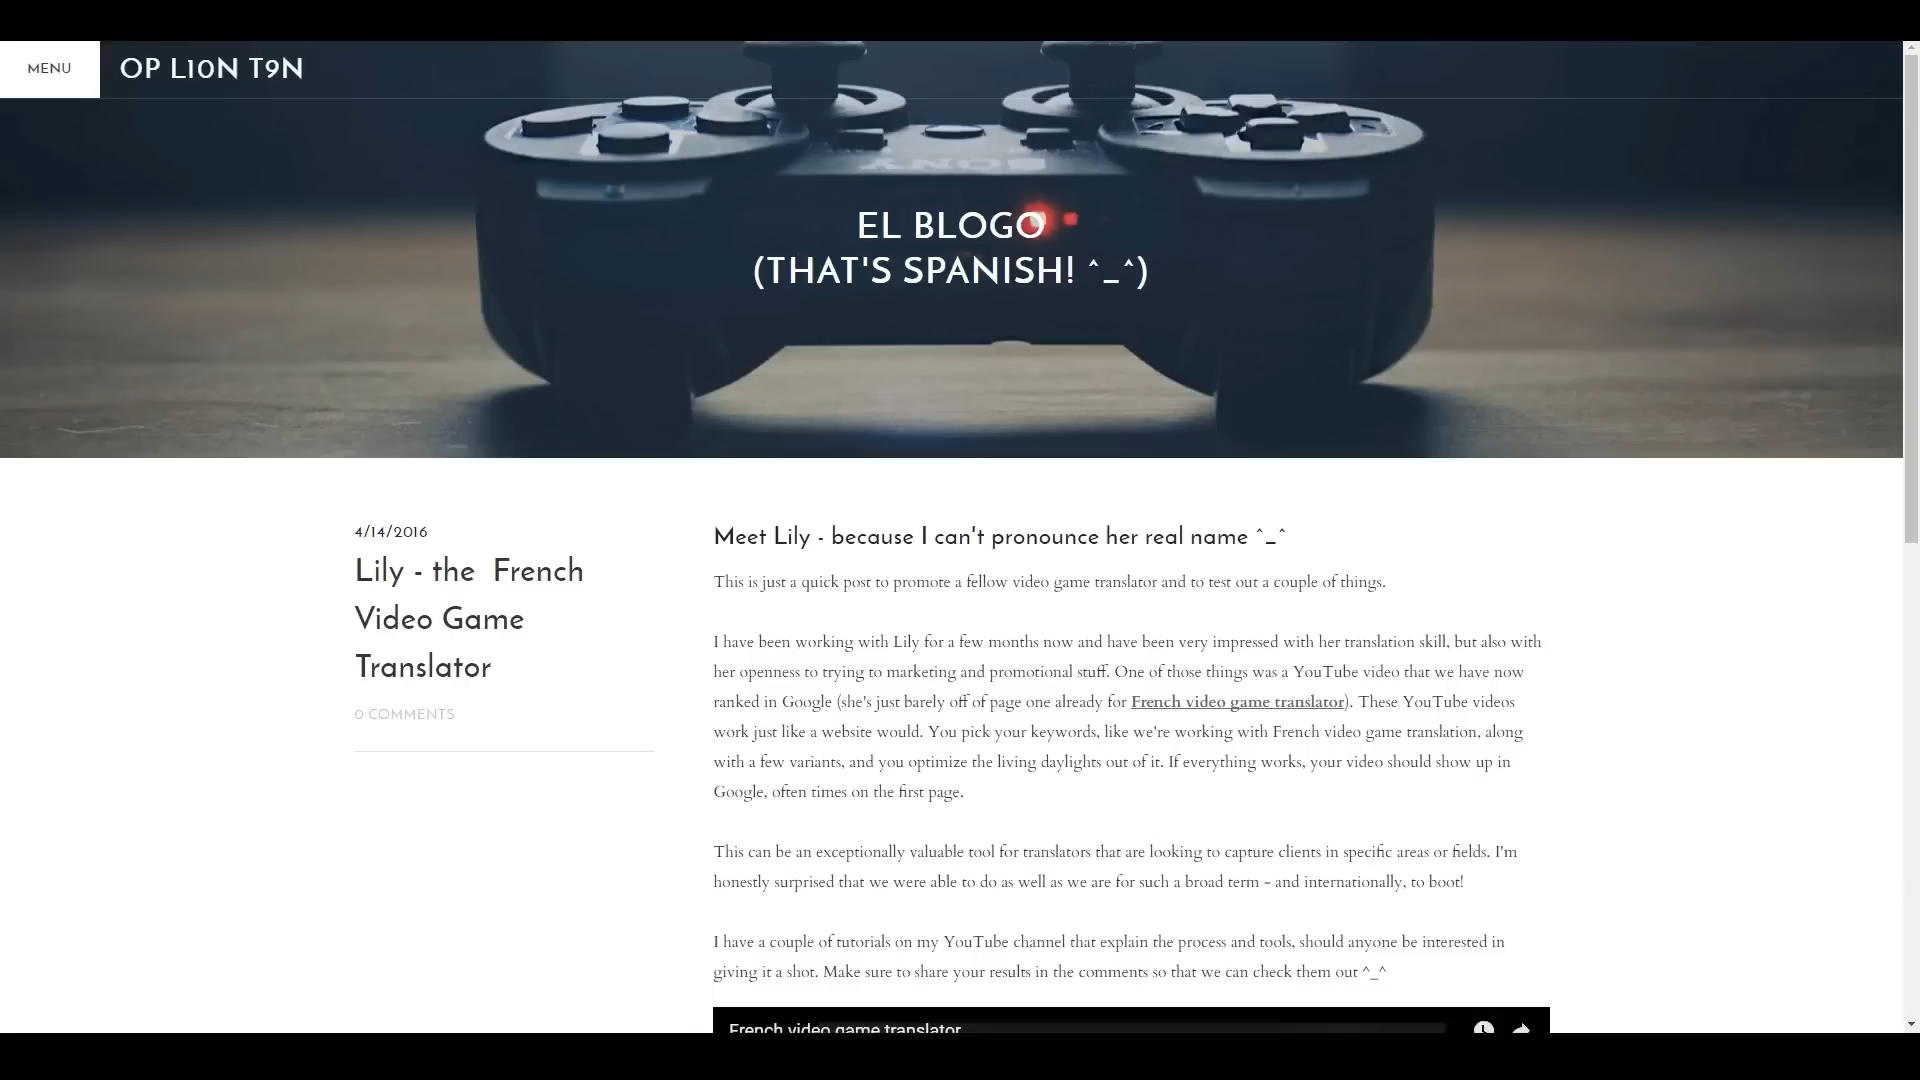 MENU
OP L10N T9N
SONY
EL BLOGO
(THAT'S SPANISH! ^_^)
4/14/2016
Lily - the French
Video Game
Translator
0 COMMENTS
Meet Lily - because I can't pronounce her real name ^_^
This is just a quick post to promote a fellow video game translator and to test out a couple of things.
I have been working with Lily for a few months now and have been very impressed with her translation skill, but also with
her openness to trying to marketing and promotional stuff. One of those things was a YouTube video that we have now
ranked in Google (she's just barely off of page one already for French video game translator). These YouTube videos
work just like a website would. You pick your keywords, like we're working with French video game translation, along
with a few variants, and you optimize the living daylights out of it. If everything works, your video should show up in
Google, often times on the first page.
This can be an exceptionally valuable tool for translators that are looking to capture clients in specific areas or fields. I'm
honestly surprised that we were able to do as well as we are for such a broad term - and internationally, to boot!
I have a couple of tutorials on my YouTube channel that explain the process and tools, should anyone be interested in
giving it a shot. Make sure to share your results in the comments so that we can check them out ^_^
French video game translator